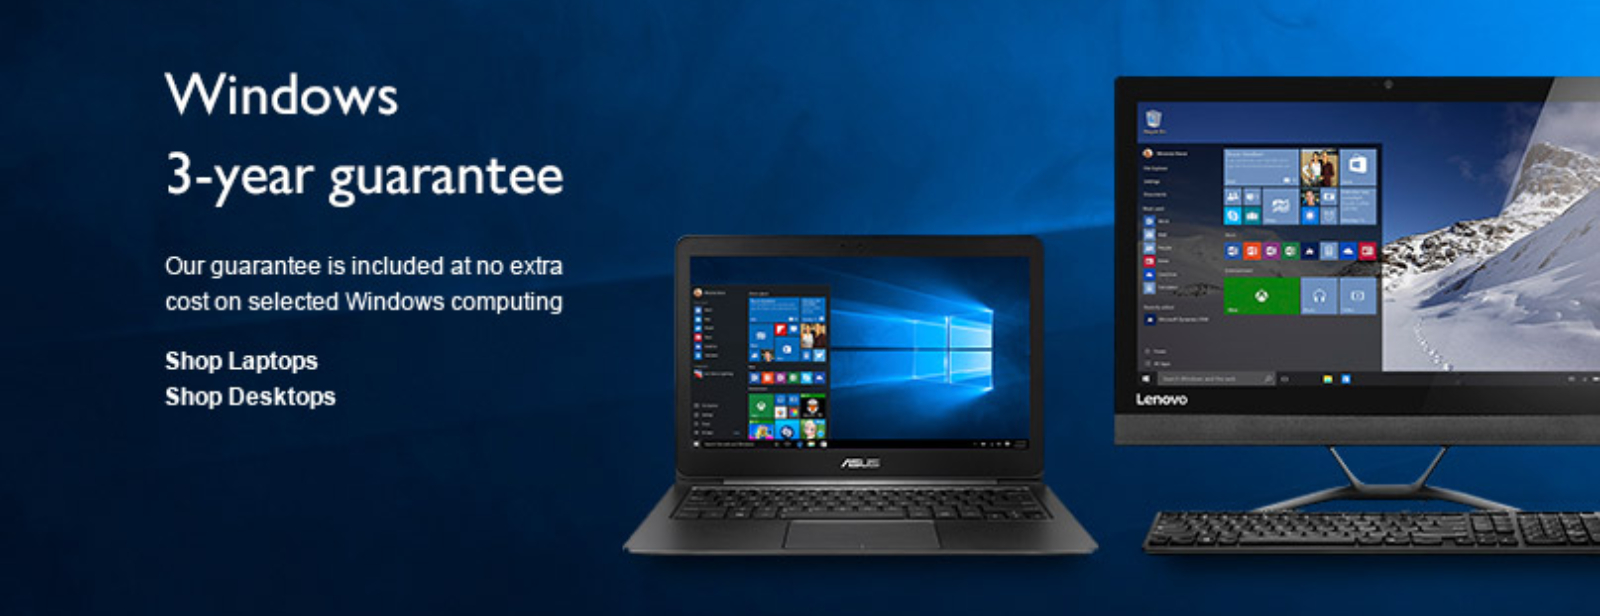 Windows
3-year guarantee
Our guarantee is included at no extra
cost on selected Windows computing
Shop Laptops
Shop Desktops
ASUS
Lenovo